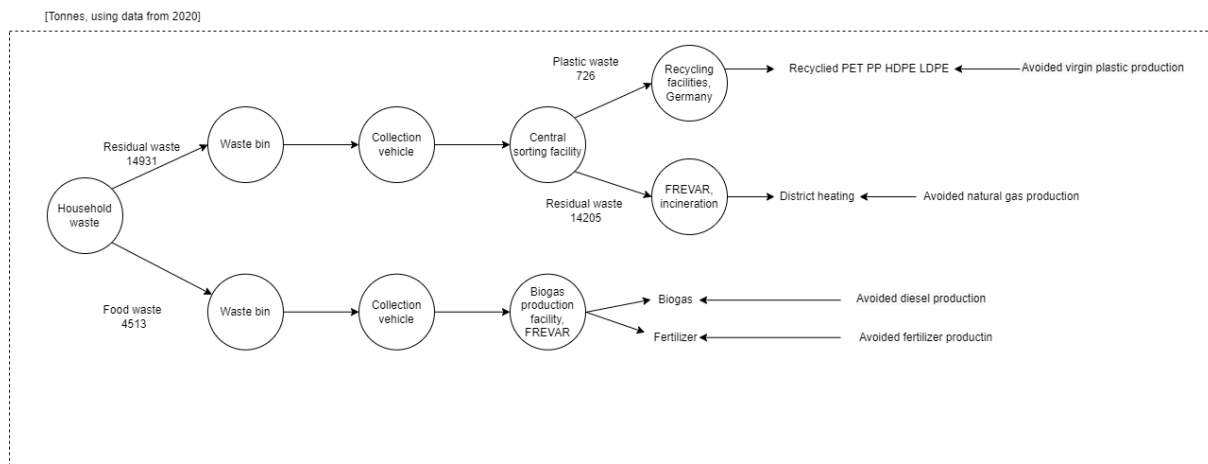 [Tonnes, using data from 2020]
Plastic waste
726
Recycling
facilities,
Germany
Recyclied PET PP HDPE LDPE
Avoided virgin plastic production
Residual waste
14931
Waste bin
Collection
vehicle
Central
sorting facility
Household
waste
Residual waste
14205
FREVAR,
incineration
District heating
Avoided natural gas production
Food waste
4513
Waste bin
Collection
vehicle
Biogas
production
facility,
FREVAR
Biogas
Avoided diesel production
Fertilizer
Avoided fertilizer productin